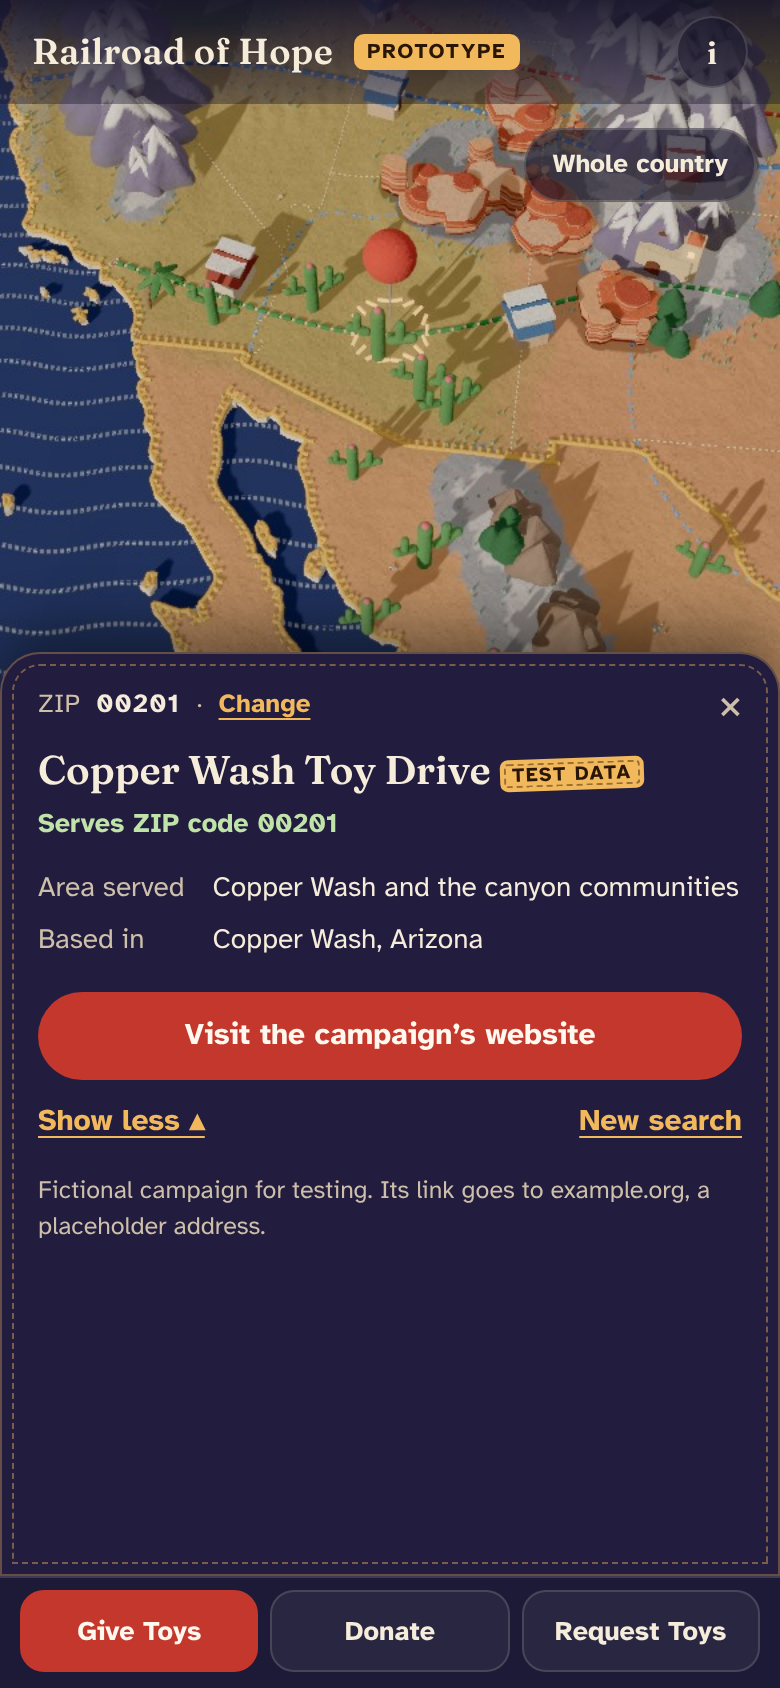 Railroad of Hope PROTOTYPE i
Whole country
ZIP 00201 · Change ×
Copper Wash Toy Drive TEST DATA
Serves ZIP code 00201
Area served Copper Wash and the canyon communities
Based in Copper Wash, Arizona
Visit the campaign’s website
Show less ▲ New search
Fictional campaign for testing. Its link goes to example.org, a
placeholder address.
Give Toys Donate Request Toys